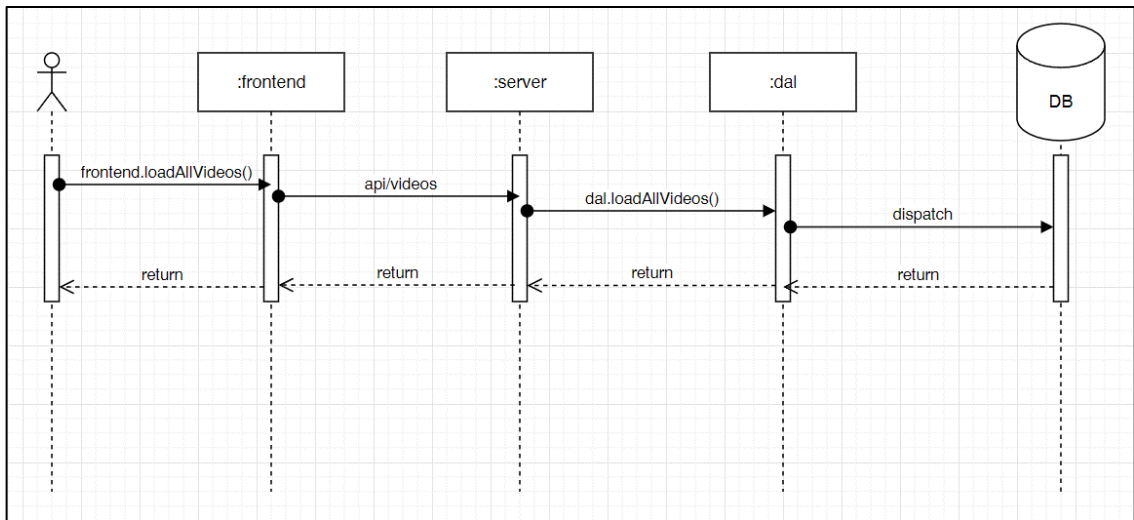 :frontend
:server
:dal
DB
frontend.loadAllVideos()
api/videos
dal.loadAllVideos()
dispatch
return
return
return
return